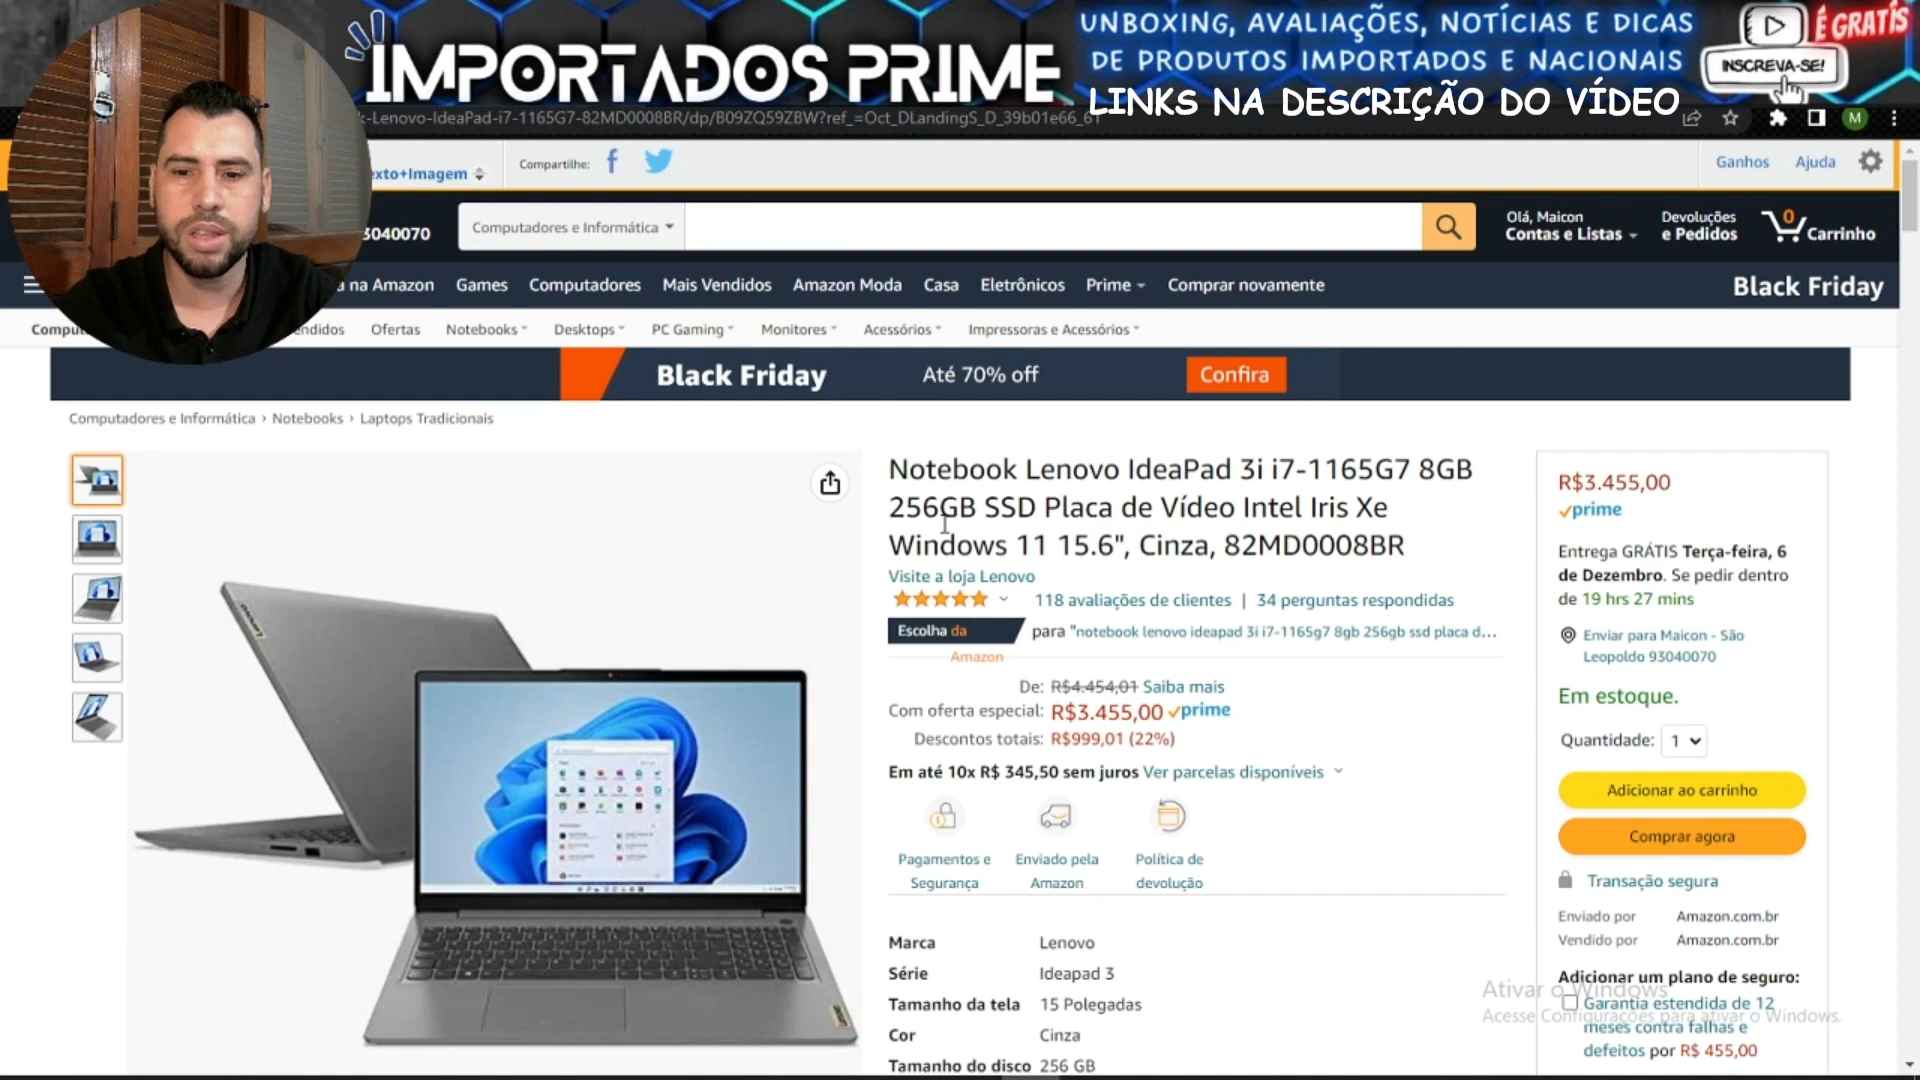 IMPORTADOS PRIME
UNBOXING, AVALIAÇÕES, NOTÍCIAS E DICAS
DE PRODUTOS IMPORTADOS E NACIONAIS
LINKS NA DESCRIÇÃO DO VÍDEO
É GRATÍS
INSCREVA-SE!
-Lenovo-IdeaPad-i7-1165G7-82MD0008BR/dp/B09ZQ59Z8W?ref_=Oct_DLandingS_D_39b01e66_61
M
exto+Imagem
Compartilhe:
Ganhos
Ajuda
3040070
Computadores e Informática
Olá, Maicon
Contas e Listas
Devoluções
e Pedidos
0
Carrinho
a na Amazon
Games
Computadores
Mais Vendidos
Amazon Moda
Casa
Eletrônicos
Prime
Comprar novamente
Black Friday
Compu
endidos
Ofertas
Notebooks
Desktops
PC Gaming
Monitores
Acessórios
Impressoras e Acessórios
Black Friday
Até 70% off
Confira
Computadores e Informática › Notebooks › Laptops Tradicionais
Notebook Lenovo IdeaPad 3i i7-1165G7 8GB
256GB SSD Placa de Vídeo Intel Iris Xe
Windows 11 15.6", Cinza, 82MD0008BR
Visite a loja Lenovo
118 avaliações de clientes | 34 perguntas respondidas
Escolha da
Amazon
para "notebook lenovo ideapad 3i i7-1165g7 8gb 256gb ssd placa d...
De: R$4.454,01 Saiba mais
Com oferta especial: R$3.455,00 prime
Descontos totais: R$999,01 (22%)
Em até 10x R$ 345,50 sem juros Ver parcelas disponíveis
Pagamentos e
Segurança
Enviado pela
Amazon
Política de
devolução
Marca Lenovo
Série Ideapad 3
Tamanho da tela 15 Polegadas
Cor Cinza
Tamanho do disco 256 GB
R$3.455,00
prime
Entrega GRÁTIS Terça-feira, 6
de Dezembro. Se pedir dentro
de 19 hrs 27 mins
Enviar para Maicon - São
Leopoldo 93040070
Em estoque.
Quantidade: 1
Adicionar ao carrinho
Comprar agora
Transação segura
Enviado por Amazon.com.br
Vendido por Amazon.com.br
Adicionar um plano de seguro:
Garantia estendida de 12
meses contra falhas e
defeitos por R$ 455,00
Ativar o Windows
Acesse Configurações para ativar o Windows.